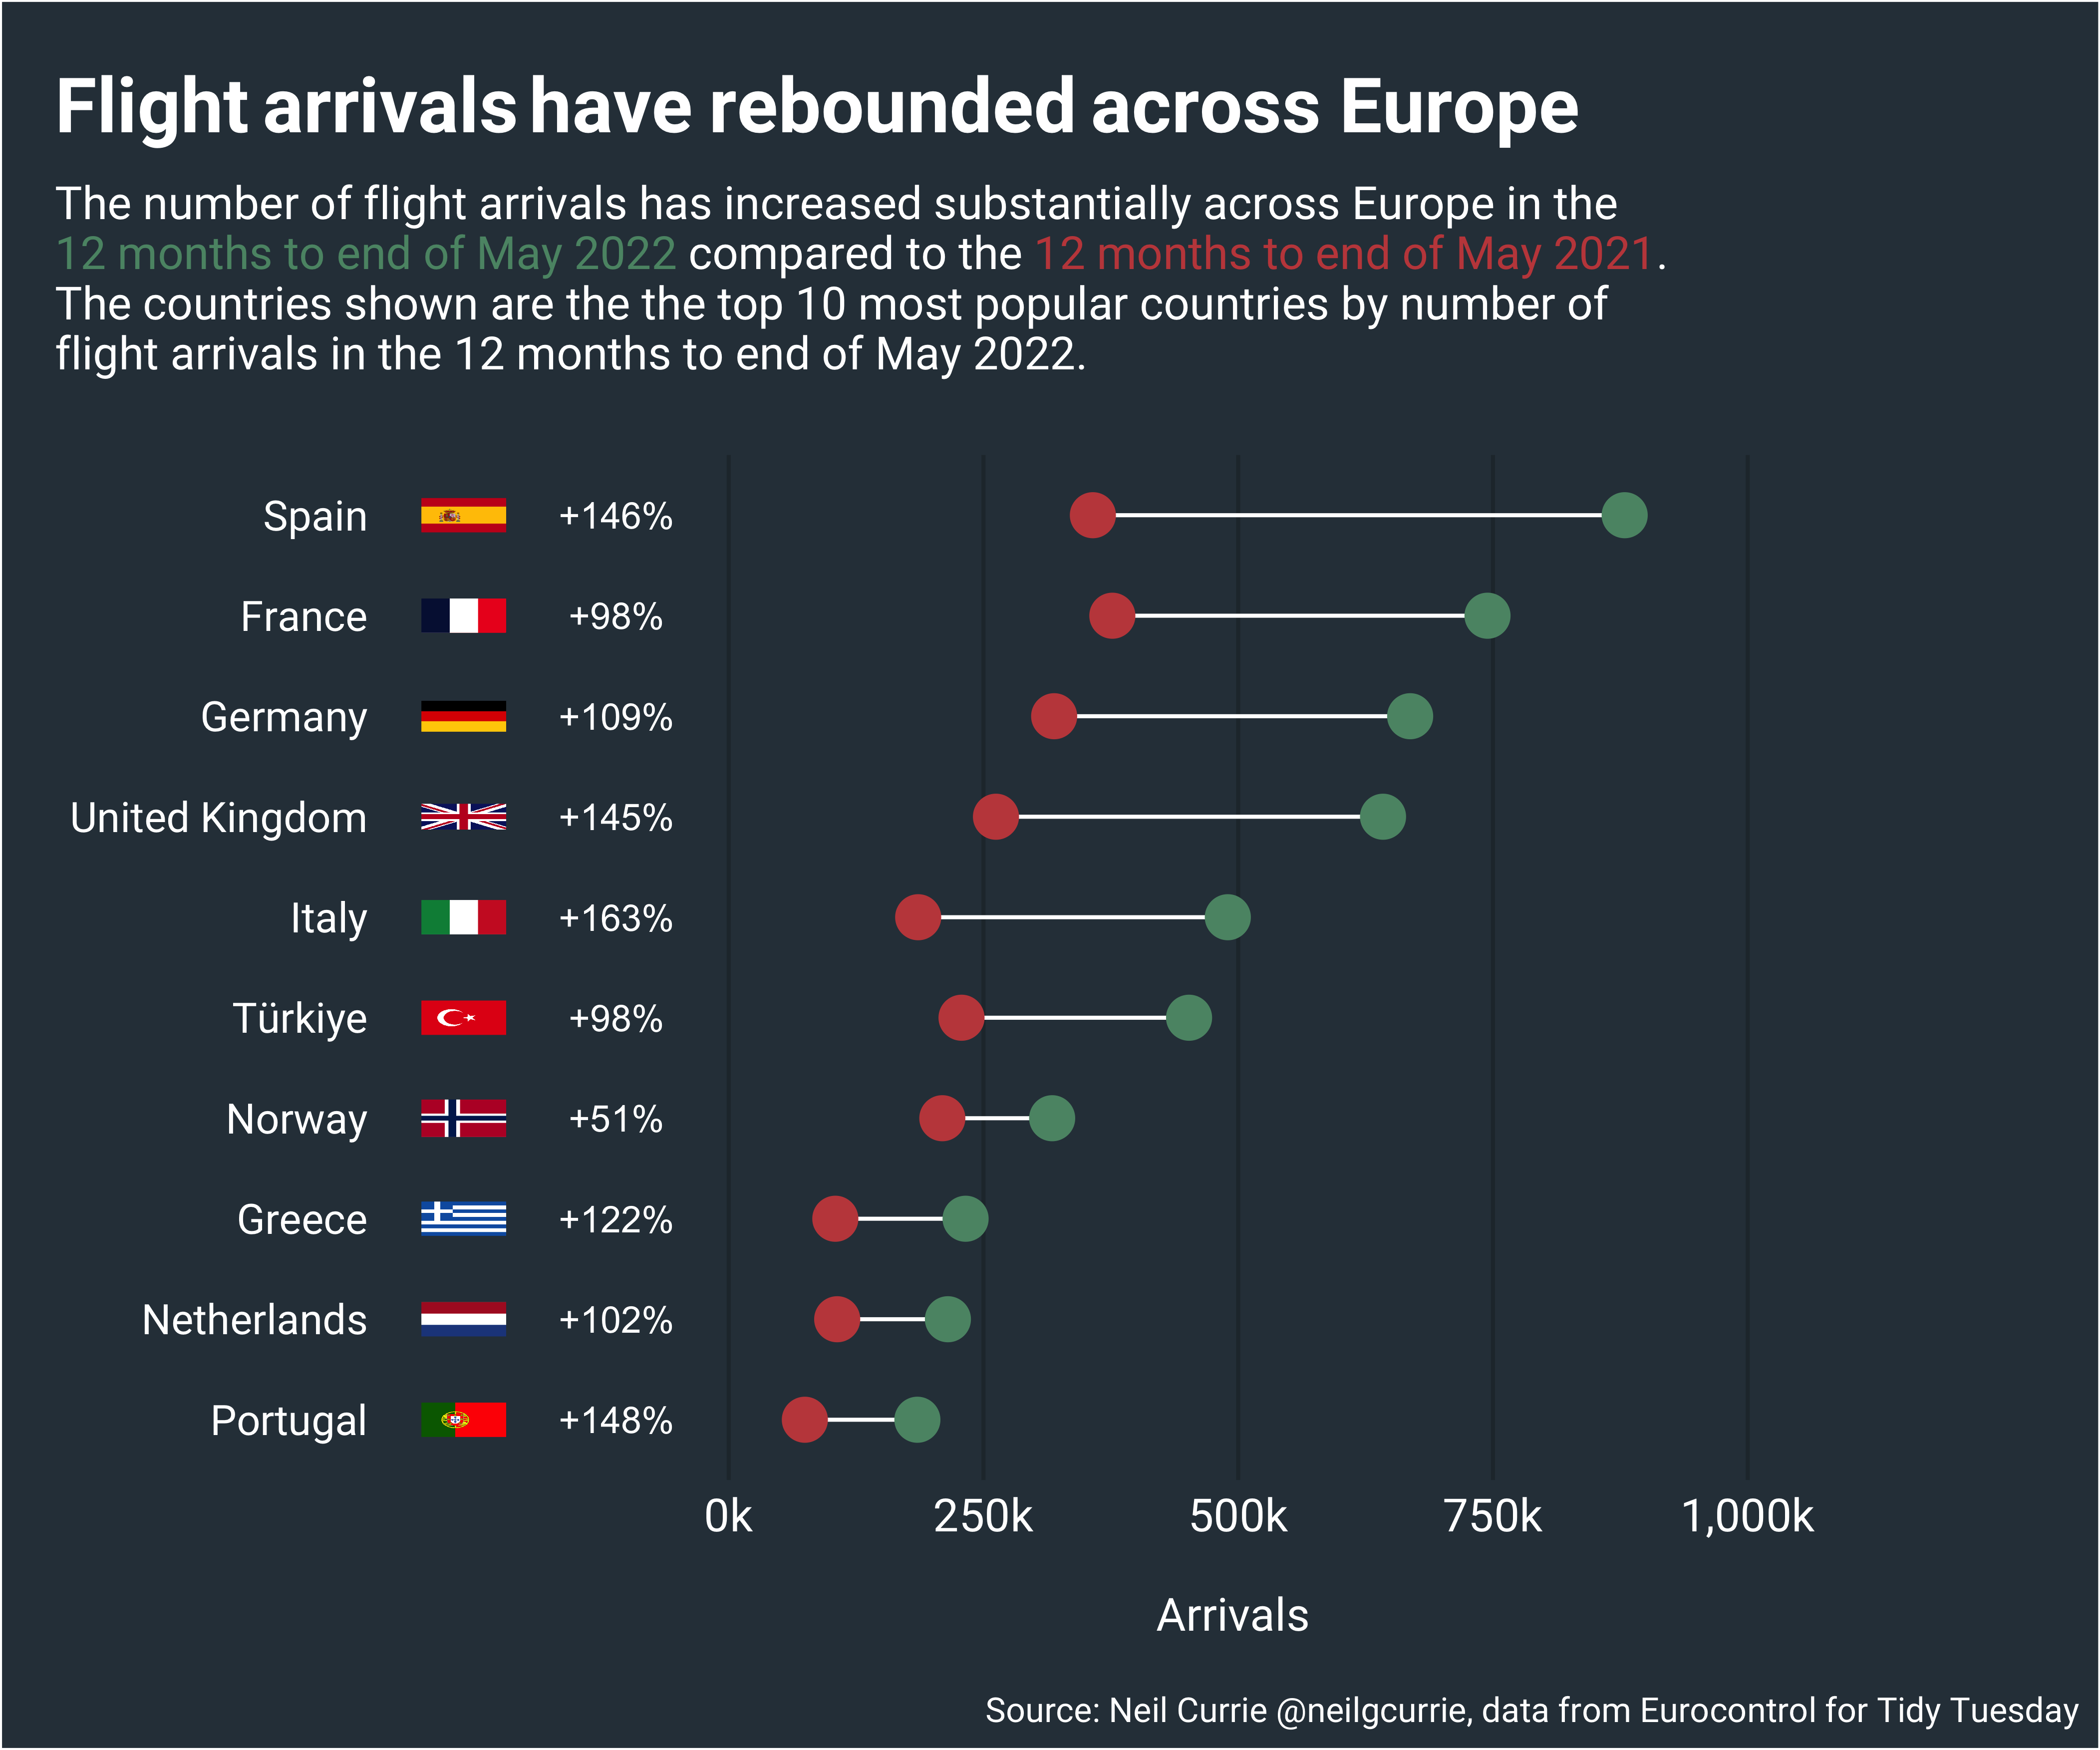 Flight arrivals have rebounded across Europe
The number of flight arrivals has increased substantially across Europe in the
12 months to end of May 2022 compared to the 12 months to end of May 2021.
The countries shown are the the top 10 most popular countries by number of
flight arrivals in the 12 months to end of May 2022.
Spain +146%
France +98%
Germany +109%
United Kingdom +145%
Italy +163%
Türkiye +98%
Norway +51%
Greece +122%
Netherlands +102%
Portugal +148%
0k 250k 500k 750k 1,000k
Arrivals
Source: Neil Currie @neilgcurrie, data from Eurocontrol for Tidy Tuesday